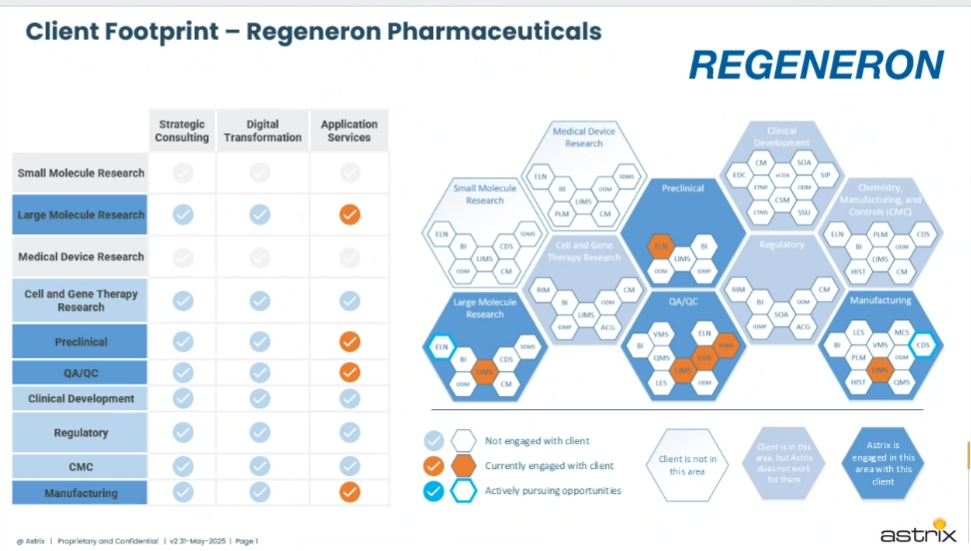 Client Footprint – Regeneron Pharmaceuticals
REGENERON
Strategic
Consulting
Digital
Transformation
Application
Services
Small Molecule Research
Large Molecule Research
Medical Device Research
Cell and Gene Therapy
Research
Preclinical
QA/QC
Clinical Development
Regulatory
CMC
Manufacturing
Medical Device
Research
ELN
BI
ODM
SDMS
LIMS
PLM
CM
Clinical
Development
CM
SOA
EDC
eCOA
SIP
ETMF
ODM
CSM
CTMS
SSU
Small Molecule
Research
ELN
SDMS
BI
CDS
LIMS
ODM
CM
Preclinical
ELN
BI
LIMS
ODM
Chemistry,
Manufacturing, and
Controls (CMC)
ELN
PLM
CDS
BI
ODM
LIMS
HIST
CM
Cell and Gene
Therapy Research
RIM
CM
BI
ODM
LIMS
ACG
Regulatory
RIM
CM
BI
ODM
SOA
ACG
Large Molecule
Research
ELN
SDMS
BI
CDS
LIMS
ODM
CM
QA/QC
VMS
ELN
BI
SDMS
QMS
CDS
LIMS
LES
ODM
Manufacturing
LES
MES
BI
VMS
CDS
PLM
ODM
LIMS
HIST
QMS
Not engaged with client
Currently engaged with client
Actively pursuing opportunities
Client is not in
this area
Client is in this
area, but Astrix
does not work
for them
Astrix is
engaged in this
area with this
client
@ Astrix | Proprietary and Confidential | v2 31-May-2025 | Page 1
astrix